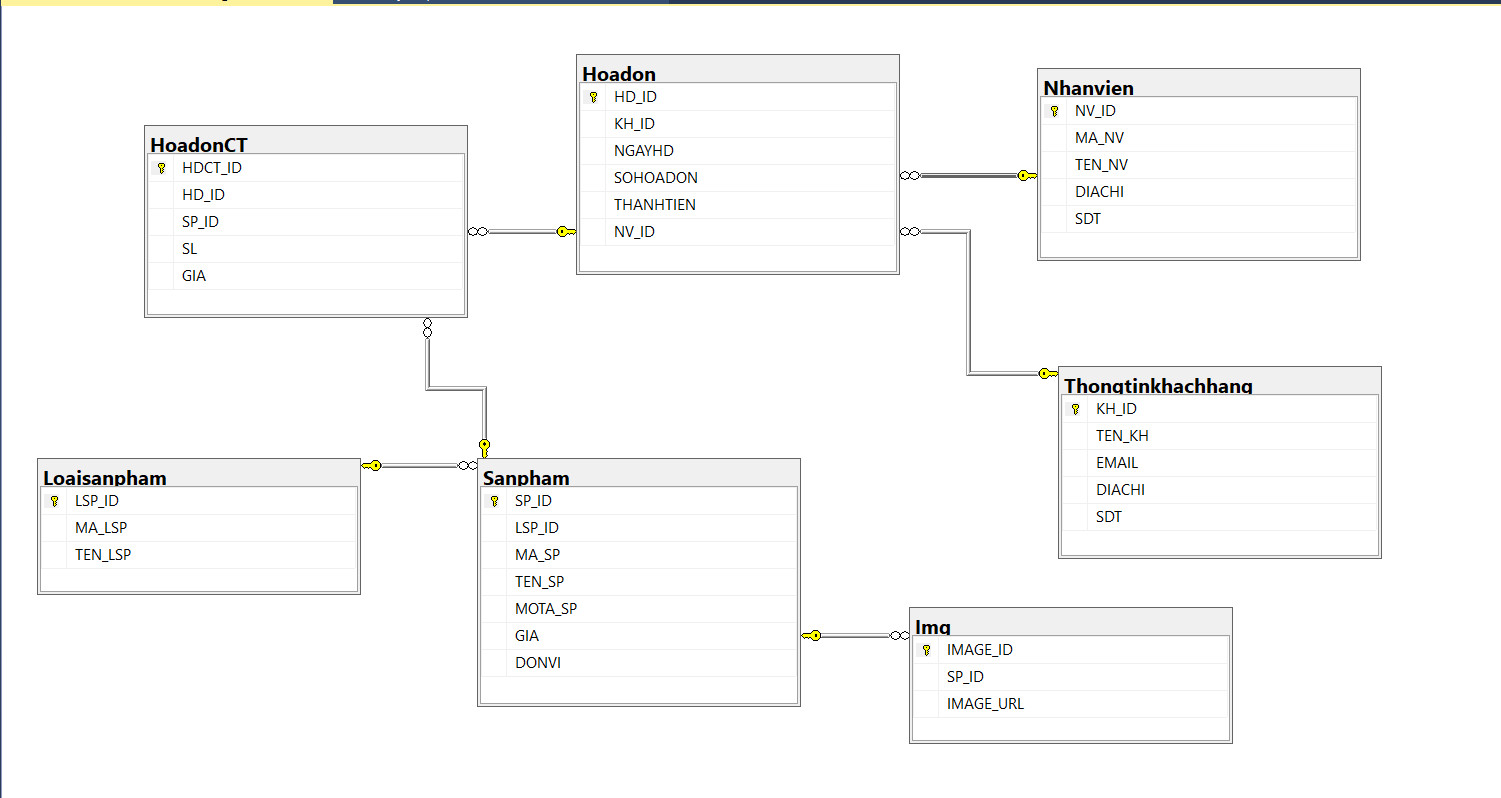 Hoadon
HD_ID
KH_ID
NGAYHD
SOHOADON
THANHTIEN
NV_ID
Nhanvien
NV_ID
MA_NV
TEN_NV
DIACHI
SDT
HoadonCT
HDCT_ID
HD_ID
SP_ID
SL
GIA
Thongtinkhachhang
KH_ID
TEN_KH
EMAIL
DIACHI
SDT
Loaisanpham
LSP_ID
MA_LSP
TEN_LSP
Sanpham
SP_ID
LSP_ID
MA_SP
TEN_SP
MOTA_SP
GIA
DONVI
Img
IMAGE_ID
SP_ID
IMAGE_URL